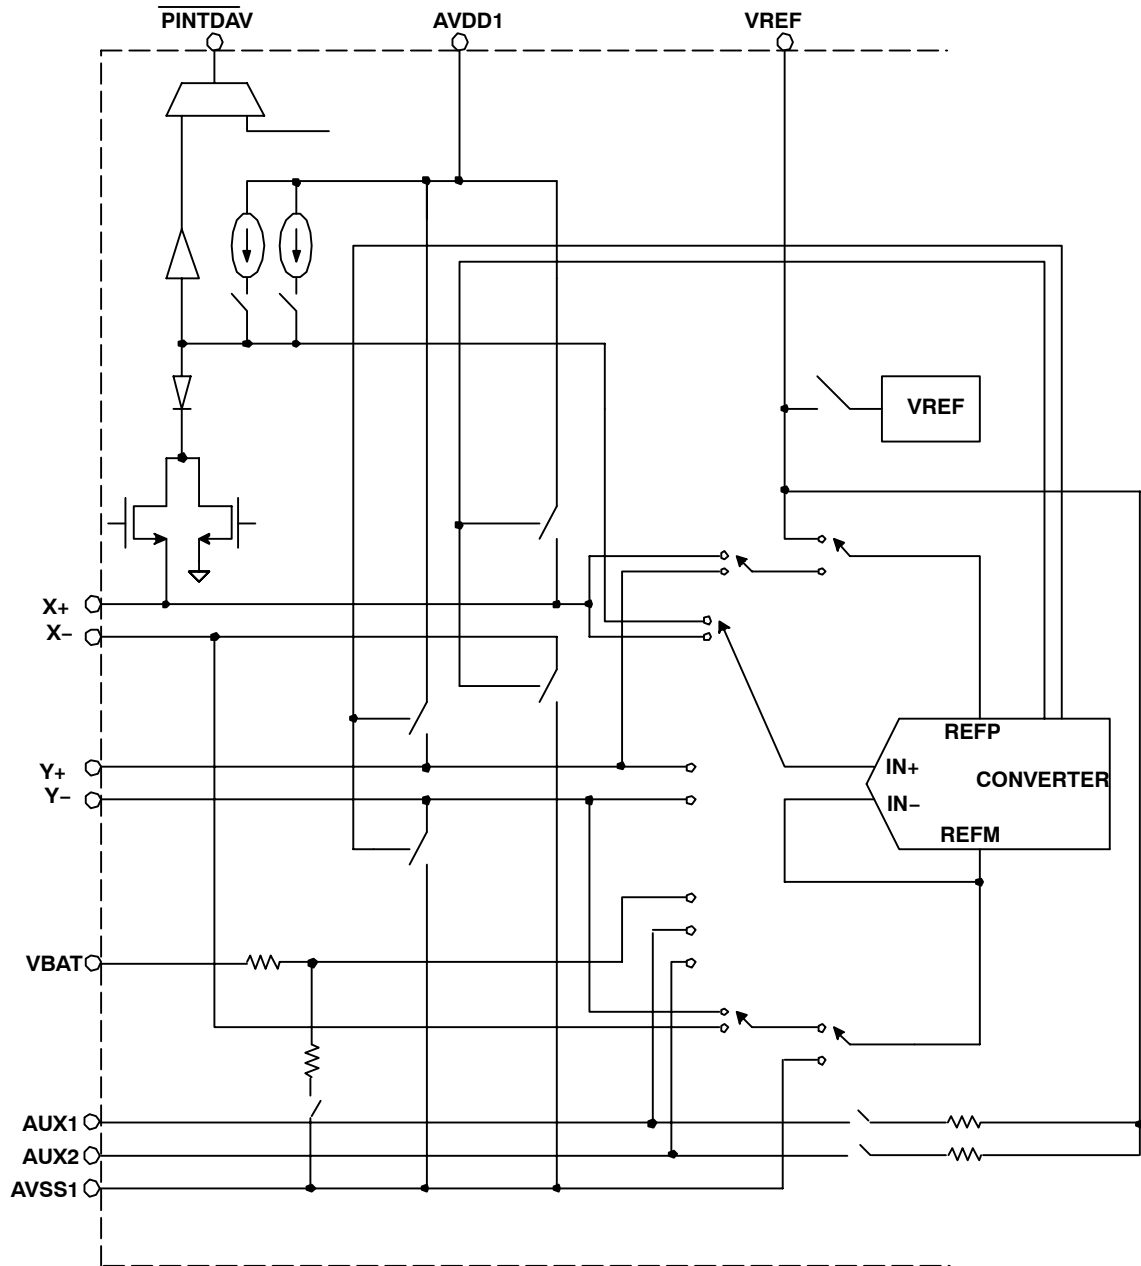 PINTDAV
AVDD1
VREF
VREF
X+
X−
REFP
Y+
IN+
CONVERTER
Y−
IN−
REFM
VBAT
AUX1
AUX2
AVSS1